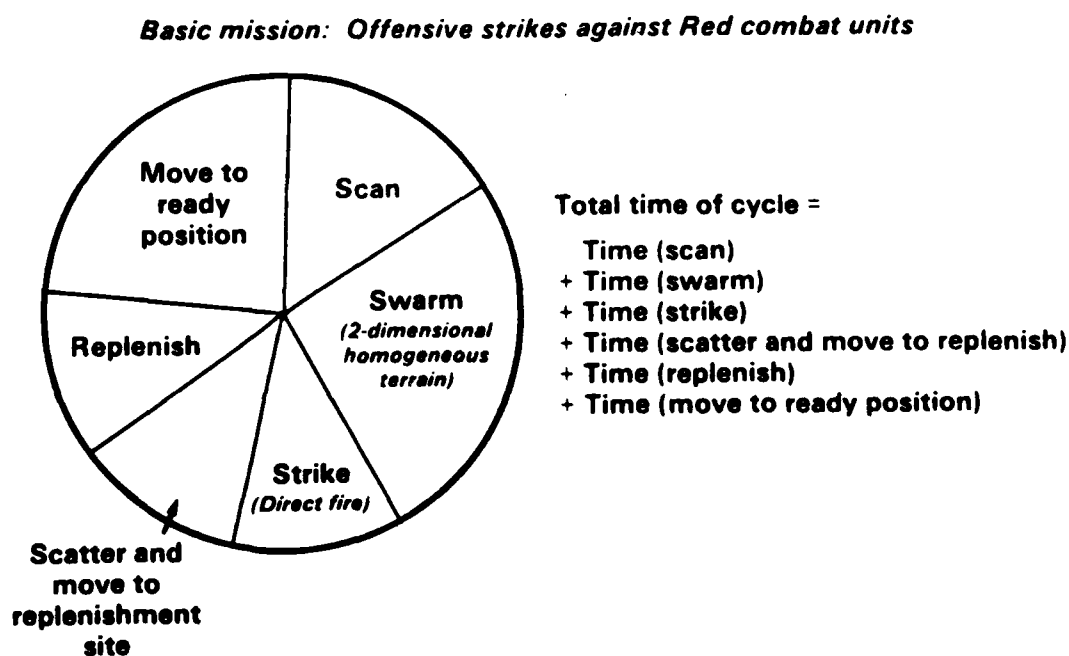 Basic mission: Offensive strikes against Red combat units
Move to
ready
position
Scan
Swarm
(2-dimensional
homogeneous
terrain)
Replenish
Strike
(Direct fire)
Scatter and
move to
replenishment
site
Total time of cycle =
Time (scan)
+ Time (swarm)
+ Time (strike)
+ Time (scatter and move to replenish)
+ Time (replenish)
+ Time (move to ready position)